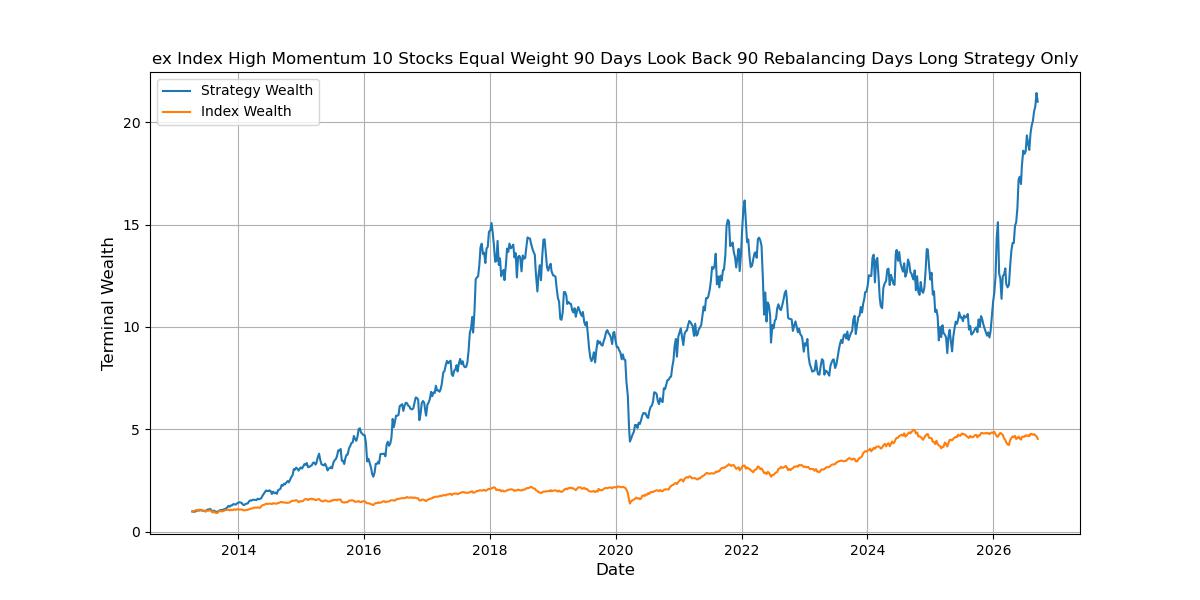 ex Index High Momentum 10 Stocks Equal Weight 90 Days Look Back 90 Rebalancing Days Long Strategy Only
Strategy Wealth
Index Wealth
Terminal Wealth
20
15
10
5
0
2014 2016 2018 2020 2022 2024 2026
Date